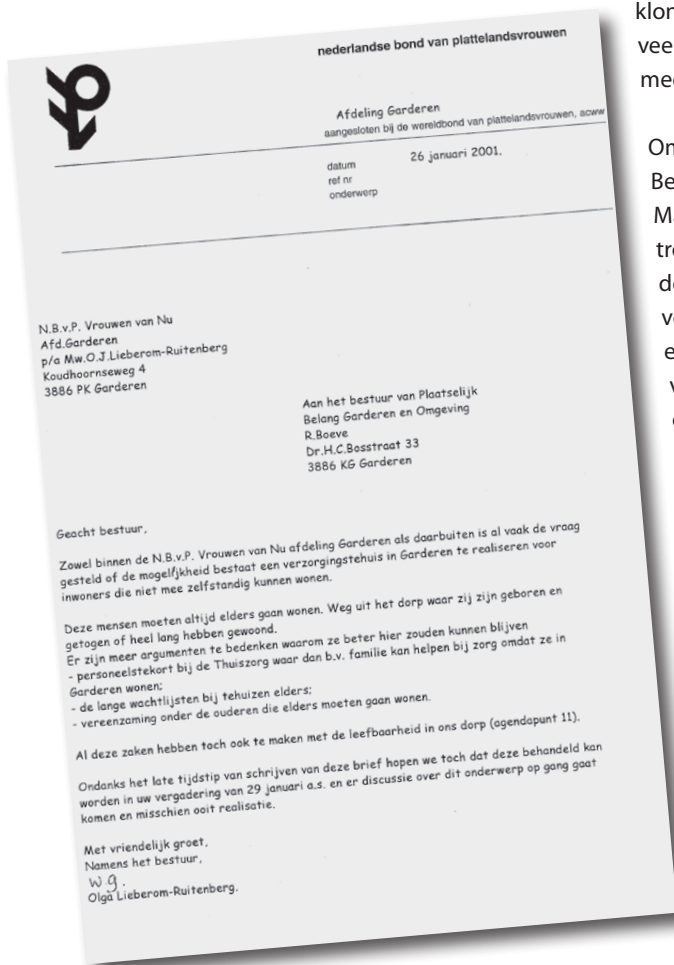 nederlandse bond van plattelandsvrouwen
Afdeling Garderen
aangesloten bij de wereldbond van plattelandsvrouwen, acww
datum 26 januari 2001.
ref nr
onderwerp
N.B.v.P. Vrouwen van Nu
Afd.Garderen
p/a Mw.O.J.Lieberom-Ruitenberg
Koudhoornseweg 4
3886 PK Garderen
Aan het bestuur van Plaatselijk
Belang Garderen en Omgeving
R.Boeve
Dr.H.C.Bosstraat 33
3886 KG Garderen
Geacht bestuur,
Zowel binnen de N.B.v.P. Vrouwen van Nu afdeling Garderen als daarbuiten is al vaak de vraag
gesteld of de mogelijkheid bestaat een verzorgingstehuis in Garderen te realiseren voor
inwoners die niet mee zelfstandig kunnen wonen.
Deze mensen moeten altijd elders gaan wonen. Weg uit het dorp waar zij zijn geboren en
getogen of heel lang hebben gewoond.
Er zijn meer argumenten te bedenken waarom ze beter hier zouden kunnen blijven
- personeelstekort bij de Thuiszorg waar dan b.v. familie kan helpen bij zorg omdat ze in
Garderen wonen;
- de lange wachtlijsten bij tehuizen elders;
- vereenzaming onder de ouderen die elders moeten gaan wonen.
Al deze zaken hebben toch ook te maken met de leefbaarheid in ons dorp (agendapunt 11).
Ondanks het late tijdstip van schrijven van deze brief hopen we toch dat deze behandeld kan
worden in uw vergadering van 29 januari a.s. en er discussie over dit onderwerp op gang gaat
komen en misschien ooit realisatie.
Met vriendelijk groet,
Namens het bestuur,
w.g.
Olga Lieberom-Ruitenberg.